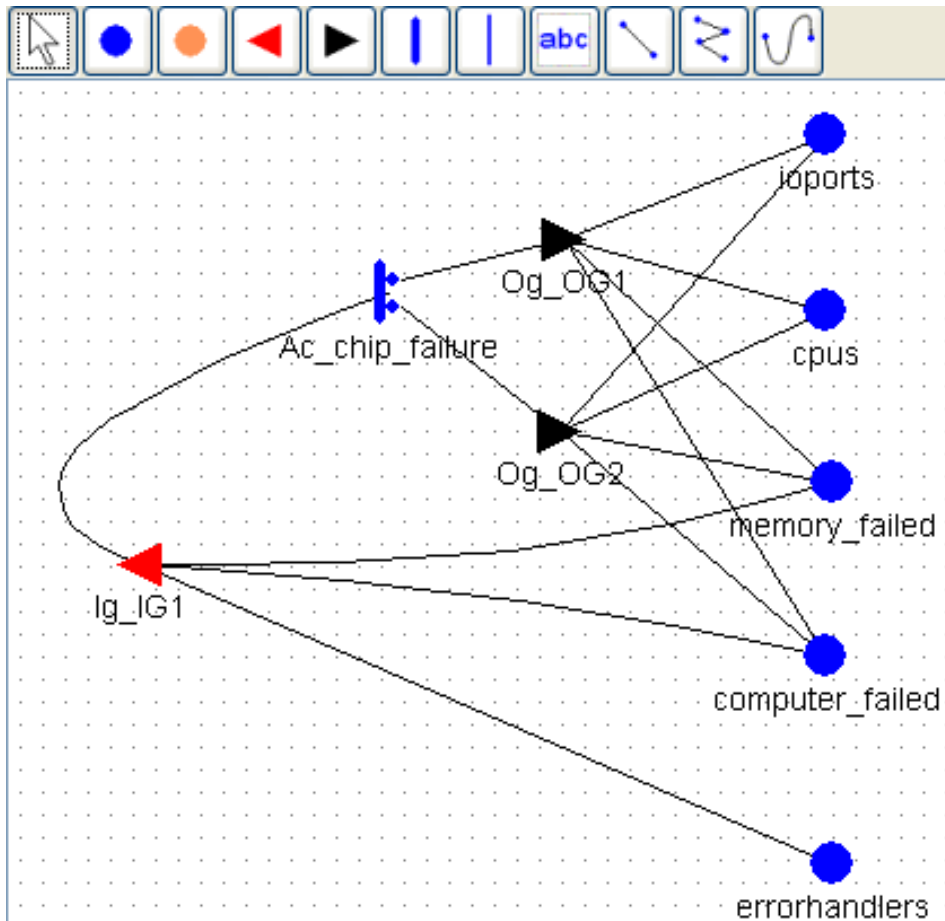 abc
ioports
Og_OG1
Ac_chip_failure
cpus
Og_OG2
memory_failed
Ig_IG1
computer_failed
errorhandlers